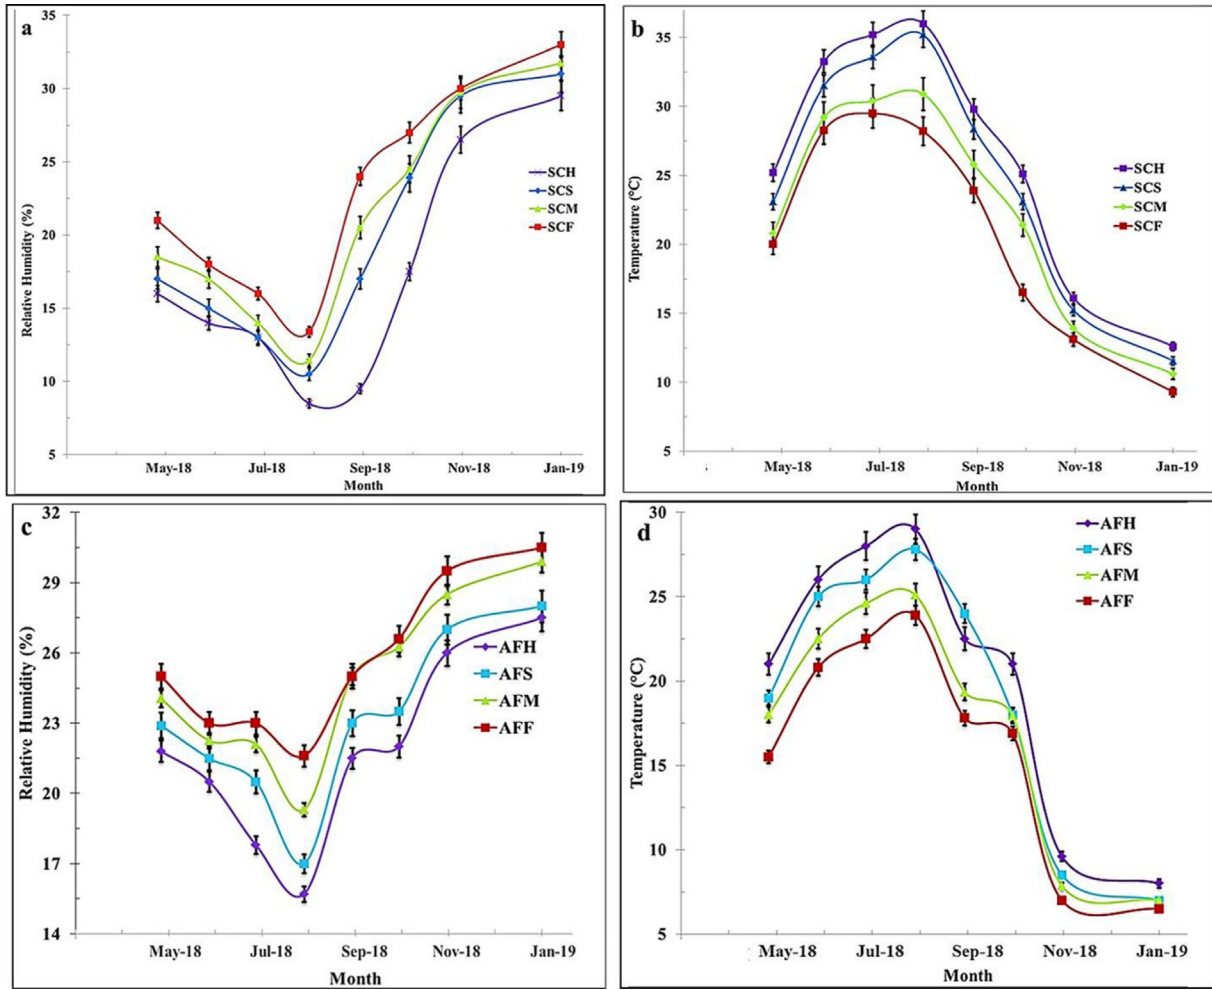 a
35
30
25
20
15
10
5
Relative Humidity (%)
SCH
SCS
SCM
SCF
May-18 Jul-18 Sep-18 Nov-18 Jan-19
Month
b
35
30
25
20
15
10
5
Temperature (°C)
SCH
SCS
SCM
SCF
May-18 Jul-18 Sep-18 Nov-18 Jan-19
Month
c
32
29
26
23
20
17
14
Relative Humidity (%)
AFH
AFS
AFM
AFF
May-18 Jul-18 Sep-18 Nov-18 Jan-19
Month
d
30
25
20
15
10
5
Temperature (°C)
AFH
AFS
AFM
AFF
May-18 Jul-18 Sep-18 Nov-18 Jan-19
Month